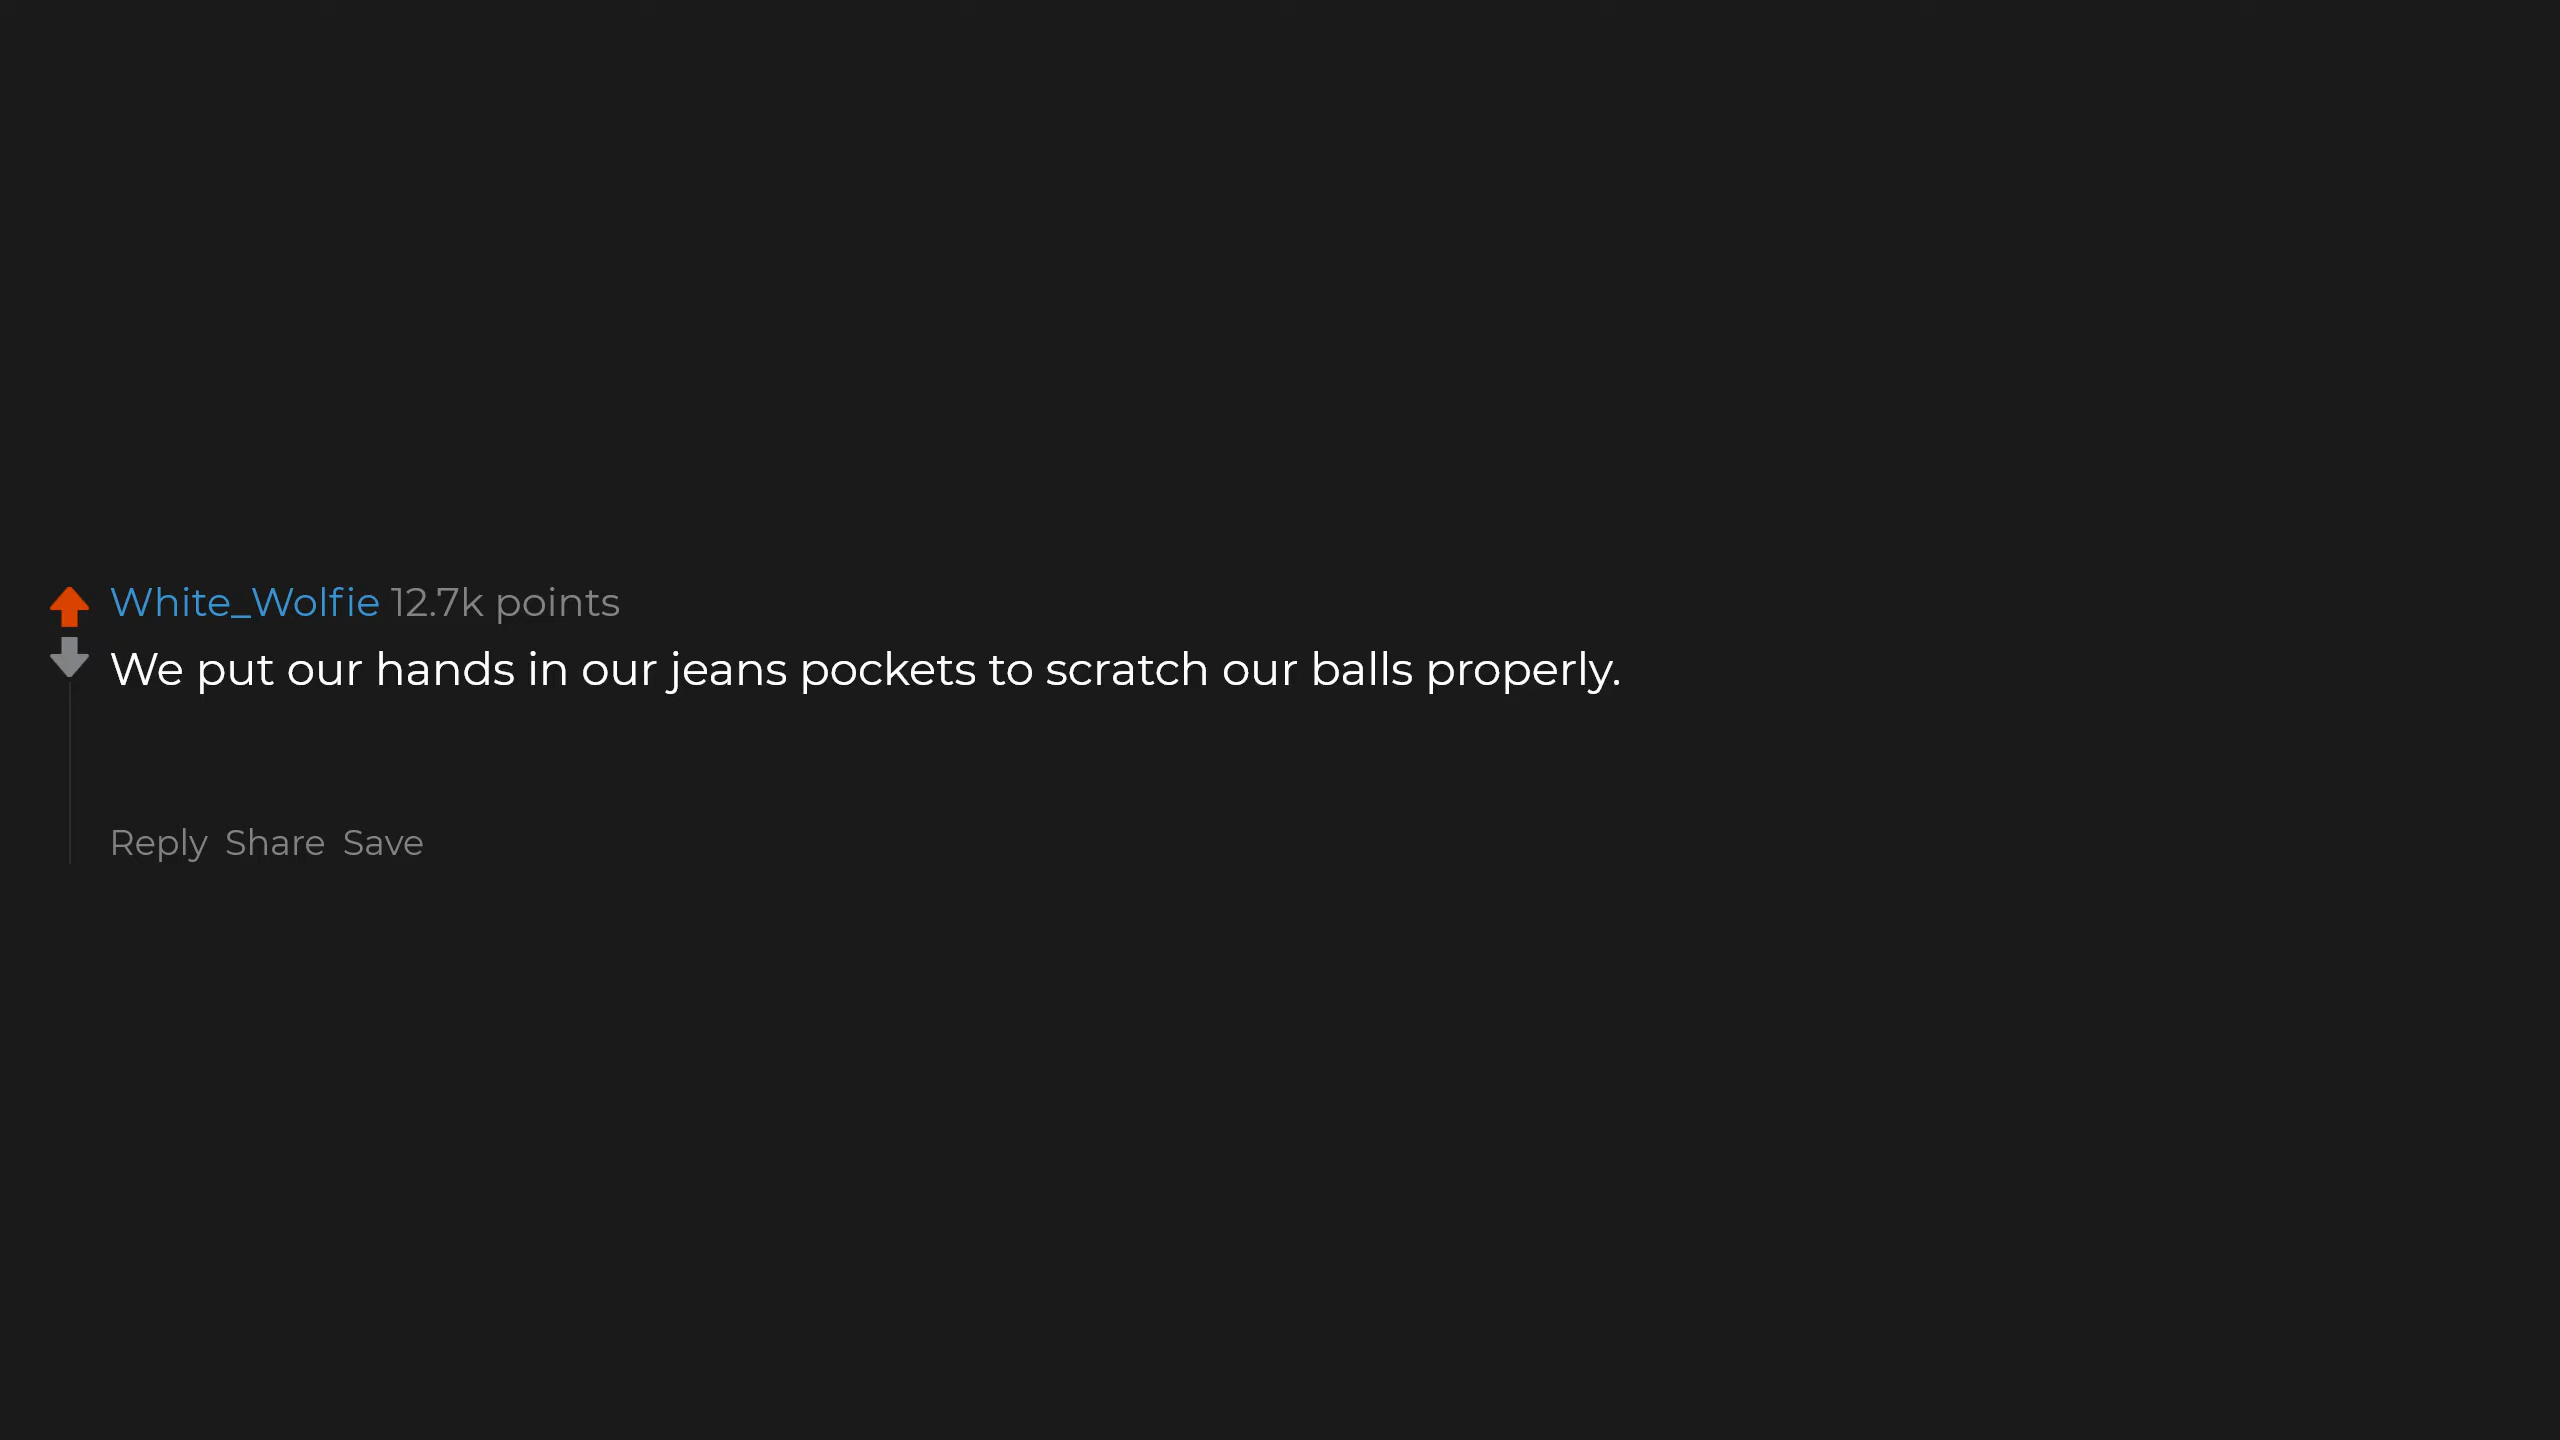 White_Wolfie 12.7k points
We put our hands in our jeans pockets to scratch our balls properly.
Reply Share Save